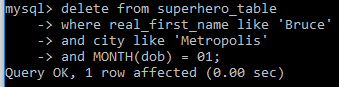 mysql> delete from superhero_table
-> where real_first_name like 'Bruce'
-> and city like 'Metropolis'
-> and MONTH(dob) = 01;
Query OK, 1 row affected (0.00 sec)